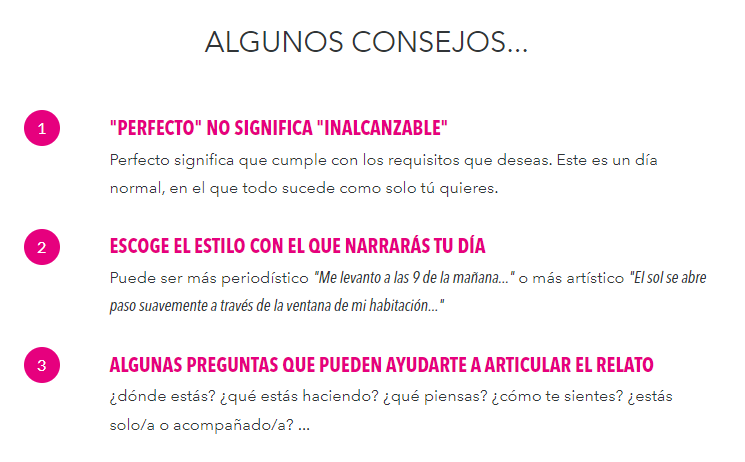 ALGUNOS CONSEJOS...
1
"PERFECTO" NO SIGNIFICA "INALCANZABLE"
Perfecto significa que cumple con los requisitos que deseas. Este es un día
normal, en el que todo sucede como solo tú quieres.
2
ESCOGE EL ESTILO CON EL QUE NARRARÁS TU DÍA
Puede ser más periodístico "Me levanto a las 9 de la mañana..." o más artístico "El sol se abre
paso suavemente a través de la ventana de mi habitación..."
3
ALGUNAS PREGUNTAS QUE PUEDEN AYUDARTE A ARTICULAR EL RELATO
¿dónde estás? ¿qué estás haciendo? ¿qué piensas? ¿cómo te sientes? ¿estás
solo/a o acompañado/a? ...